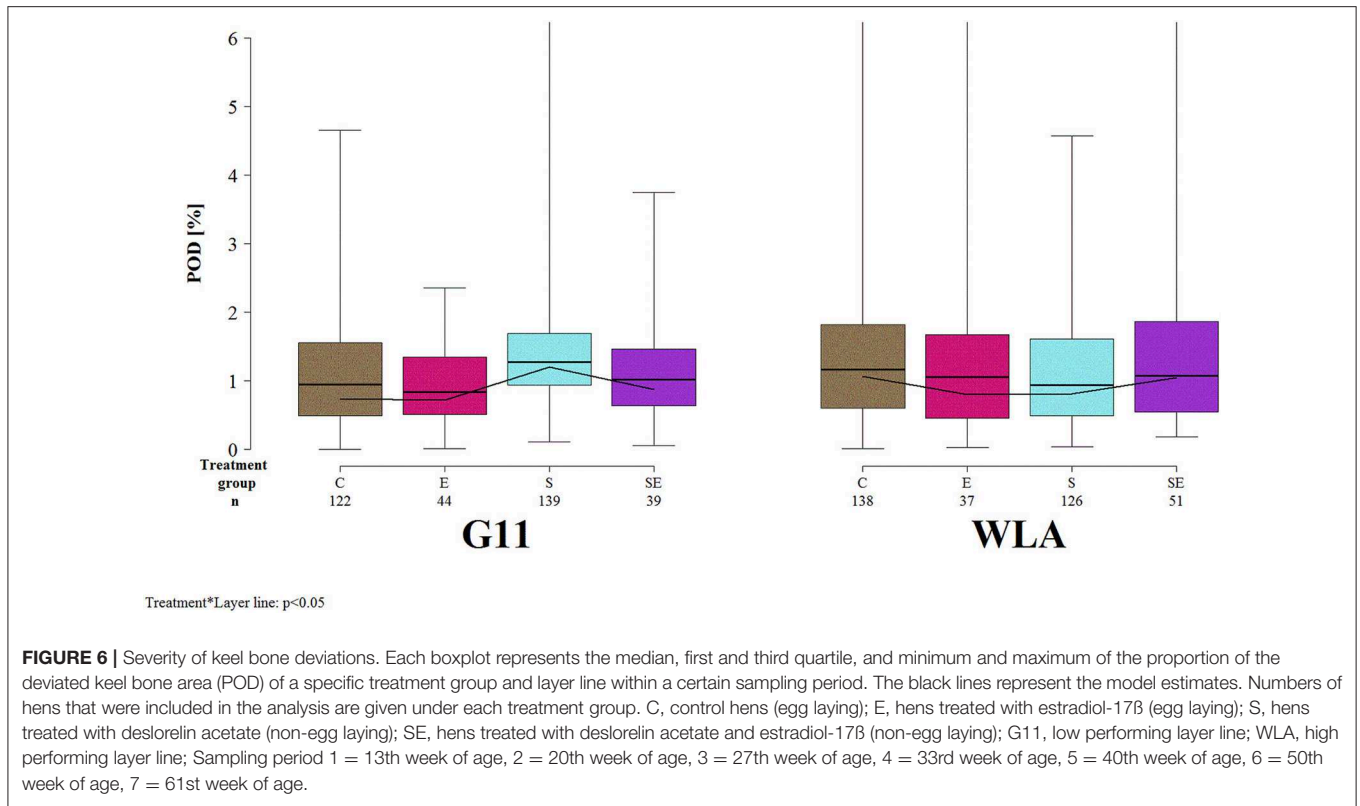 6
5
4
3
2
1
0
POD [%]
Treatment
group
n
C E S SE C E S SE
122 44 139 39 138 37 126 51
G11 WLA
Treatment*Layer line: p<0.05
FIGURE 6 | Severity of keel bone deviations. Each boxplot represents the median, first and third quartile, and minimum and maximum of the proportion of the
deviated keel bone area (POD) of a specific treatment group and layer line within a certain sampling period. The black lines represent the model estimates. Numbers of
hens that were included in the analysis are given under each treatment group. C, control hens (egg laying); E, hens treated with estradiol-17ß (egg laying); S, hens
treated with deslorelin acetate (non-egg laying); SE, hens treated with deslorelin acetate and estradiol-17ß (non-egg laying); G11, low performing layer line; WLA, high
performing layer line; Sampling period 1 = 13th week of age, 2 = 20th week of age, 3 = 27th week of age, 4 = 33rd week of age, 5 = 40th week of age, 6 = 50th
week of age, 7 = 61st week of age.